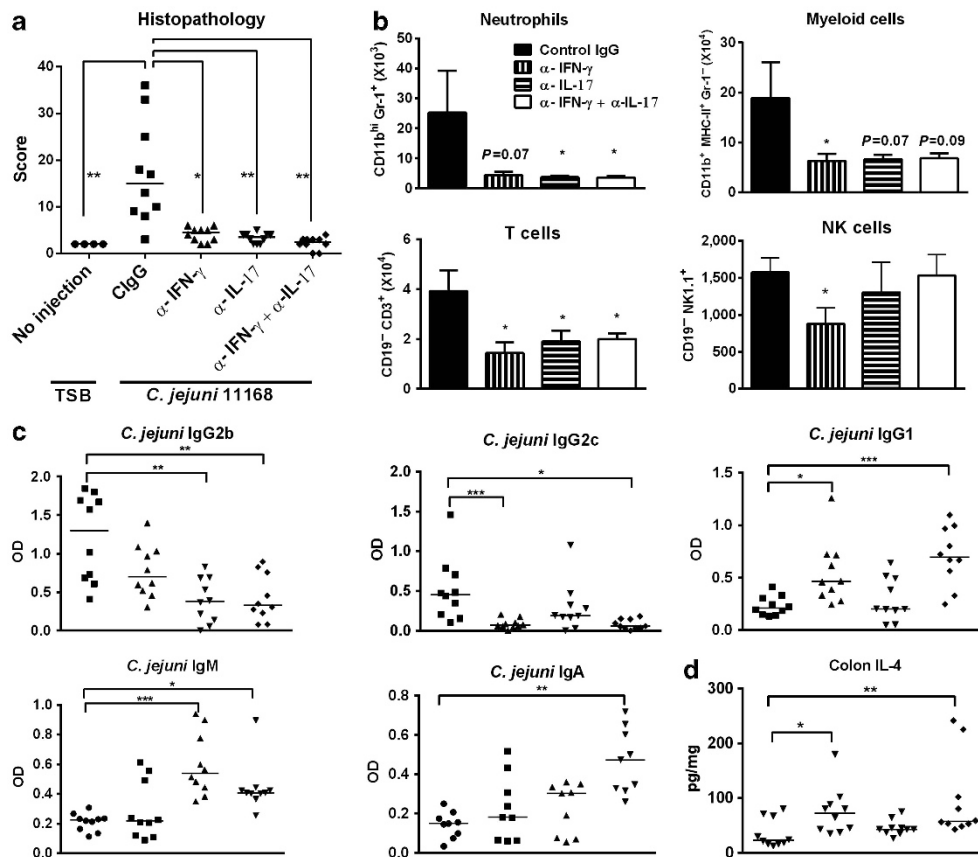 a
Histopathology
Score
40
30
20
10
0
**
*
**
**
No injection
CIgG
α- IFN-γ
α- IL-17
α- IFN-γ + α-IL-17
TSB
C. jejuni 11168
b
Neutrophils
CD11b^hi Gr-1⁺ (X10³)
50
40
30
20
10
0
Control IgG
α- IFN-γ
α- IL-17
α- IFN-γ + α-IL-17
P=0.07
*
*
Myeloid cells
CD11b⁺ MHC-II⁺ Gr-1⁻ (X10⁴)
30
20
10
0
*
P=0.07
P=0.09
T cells
CD19⁻ CD3⁺ (X10⁴)
6
4
2
0
*
*
*
NK cells
CD19⁻ NK1.1⁺
2,000
1,500
1,000
500
0
*
c
C. jejuni IgG2b
OD
2.0
1.5
1.0
0.5
0.0
**
**
C. jejuni IgG2c
OD
2.0
1.5
1.0
0.5
0.0
*
***
C. jejuni IgG1
OD
1.5
1.0
0.5
0.0
***
*
C. jejuni IgM
OD
1.0
0.8
0.6
0.4
0.2
0.0
*
***
C. jejuni IgA
OD
0.8
0.6
0.4
0.2
0.0
**
d
Colon IL-4
pg/mg
300
200
100
50
0
**
*